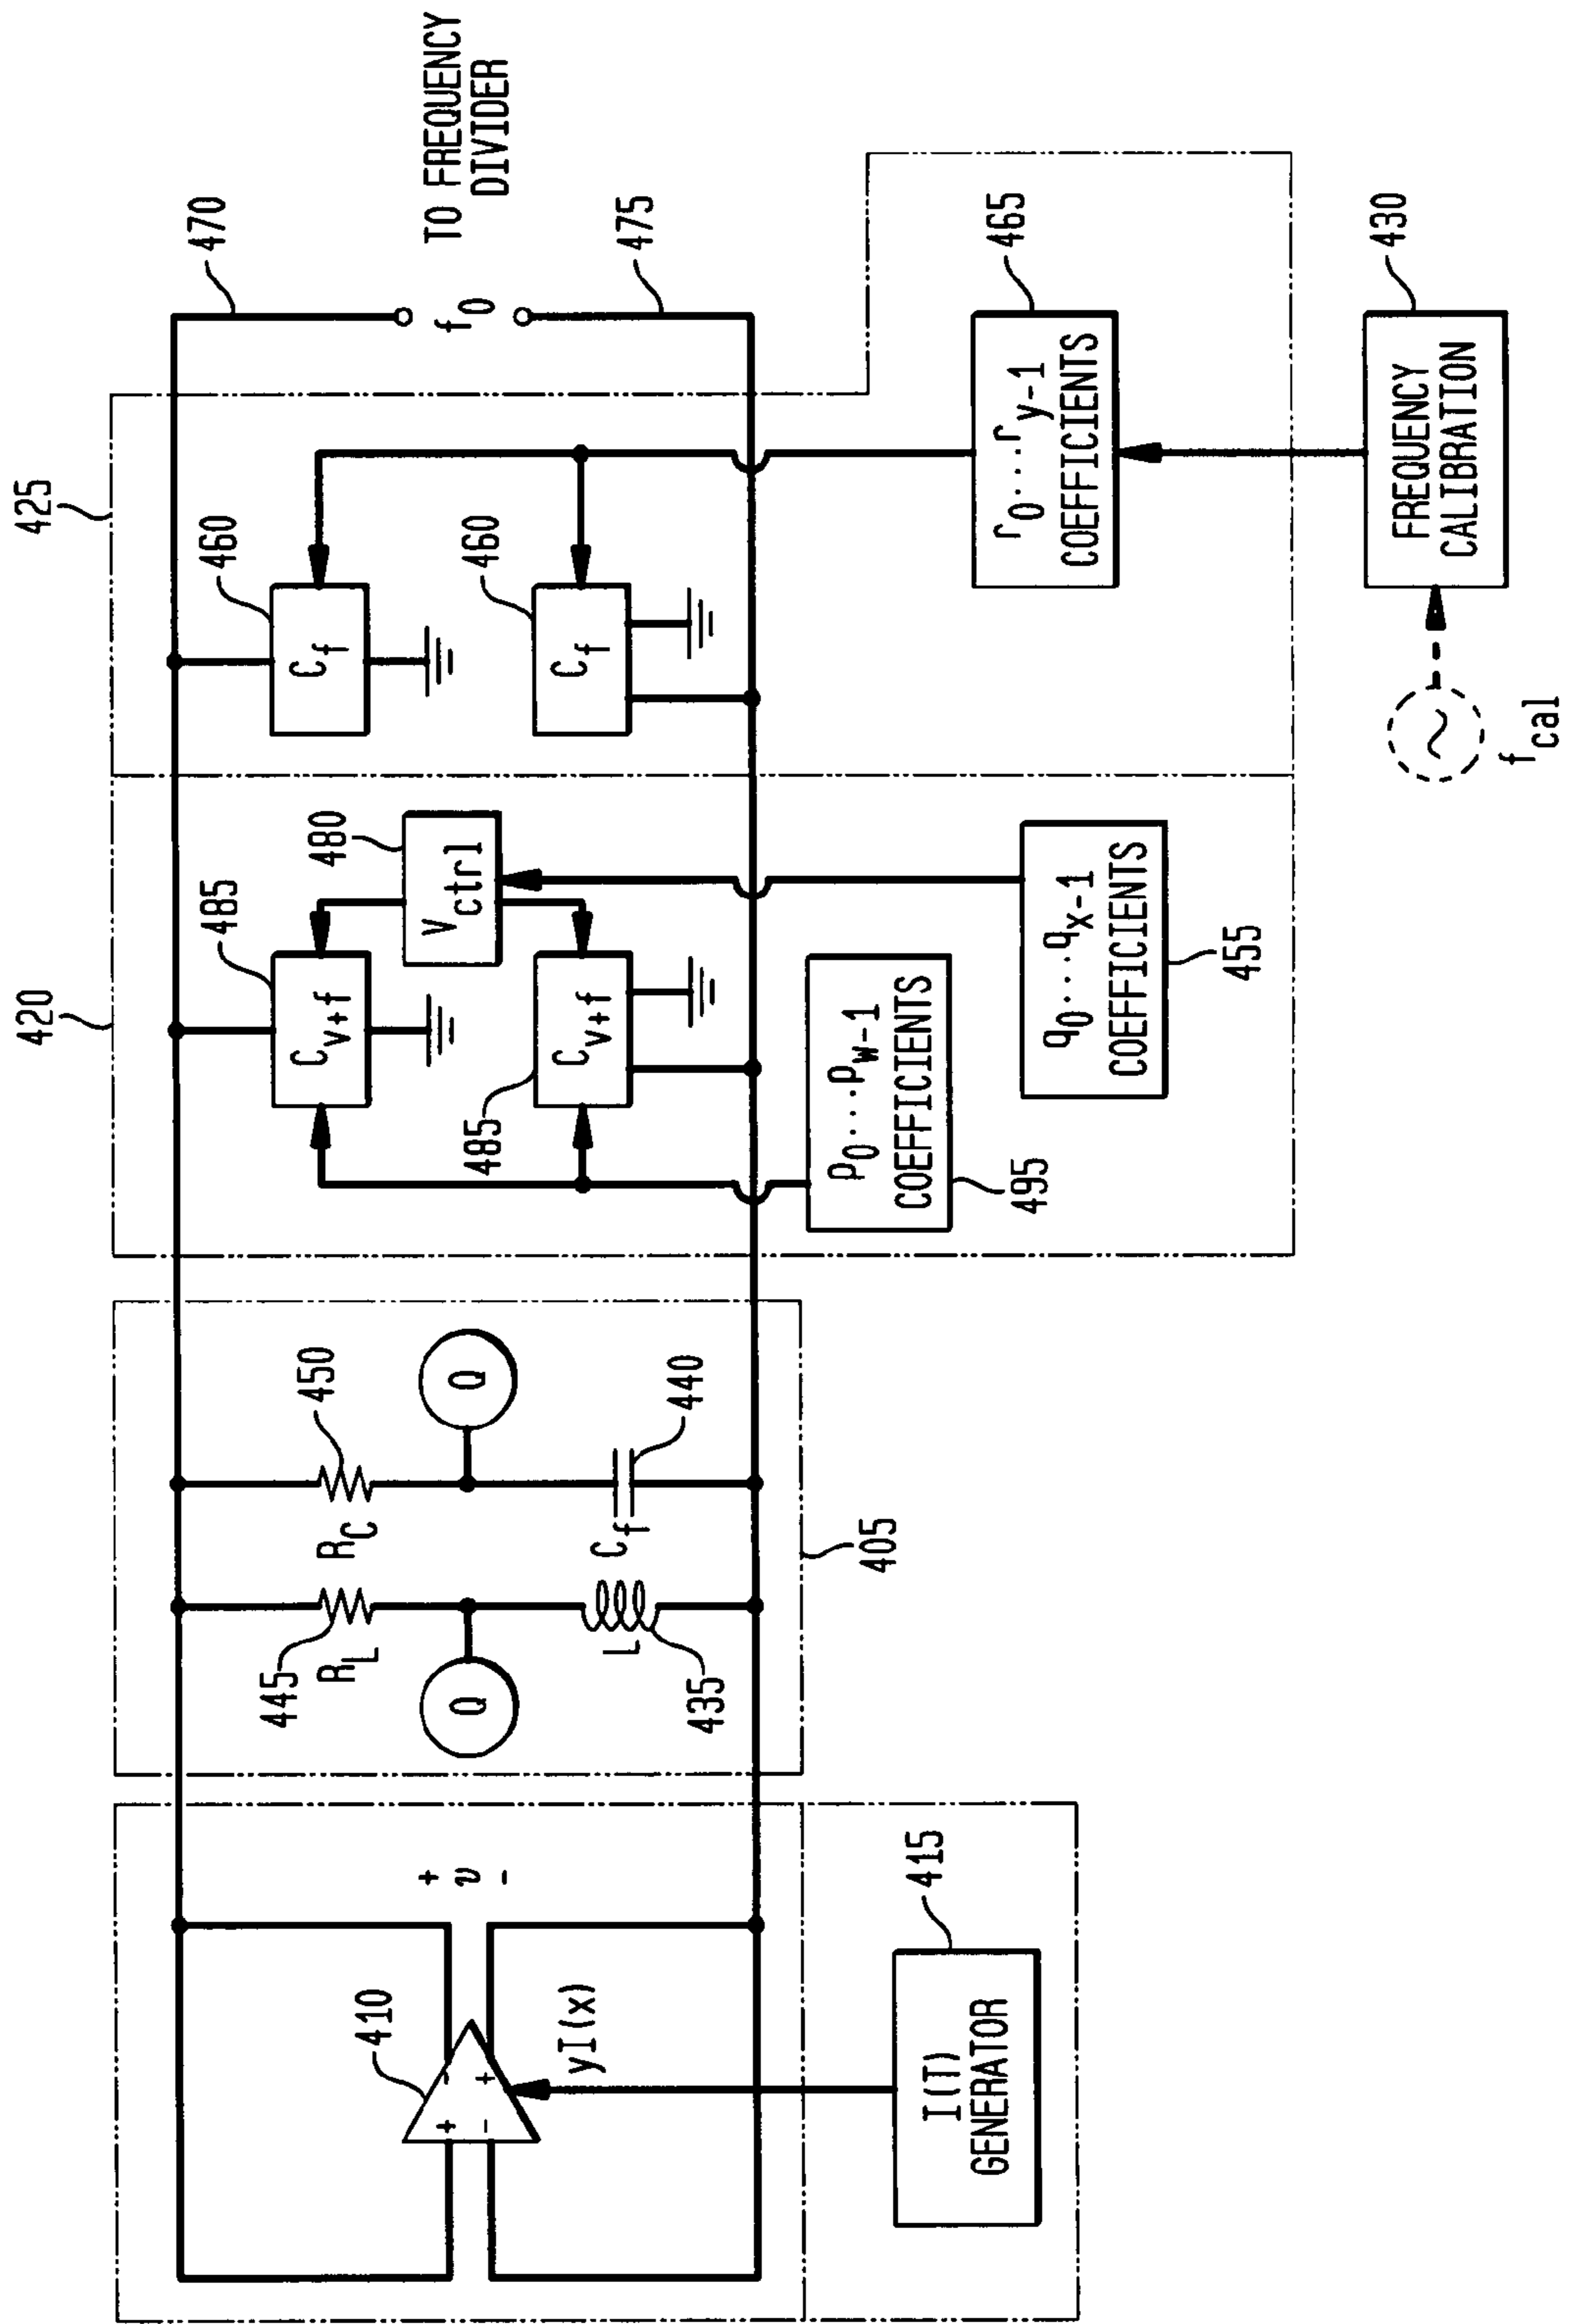 420
425
470
TO FREQUENCY
DIVIDER
f0
475
410
+
-
-
+
+
v
-
yI(x)
I(T)
GENERATOR
415
445
RL
Q
L
435
RC
450
Q
Cf
440
405
485
Cv+f
480
Vctrl
485
Cv+f
P0...Pw-1
COEFFICIENTS
495
q0...qx-1
COEFFICIENTS
455
460
Cf
460
Cf
r0...ry-1
COEFFICIENTS
465
FREQUENCY
CALIBRATION
430
~
fcal